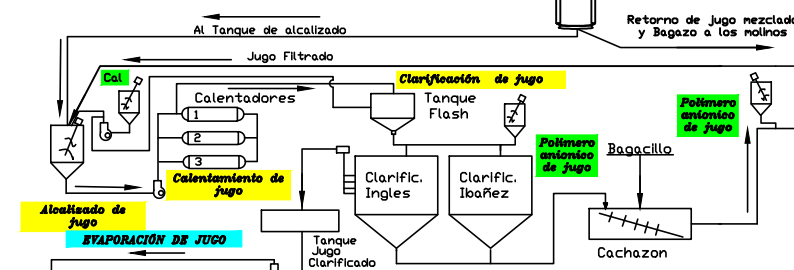 Retorno de jugo mezclado
y Bagazo a los molinos
Al Tanque de alcalizado
Jugo Filtrado
Cal
Clarificación de jugo
Calentadores
Tanque
Flash
Polimero
anionico
de jugo
1
2
3
Polimero
anionico
de jugo
Bagacillo
Calentamiento de
jugo
Clarific.
Ingles
Clarific.
Ibañez
Alcalizado de
jugo
EVAPORACIÓN DE JUGO
Tanque
Jugo
Clarificado
Cachazon